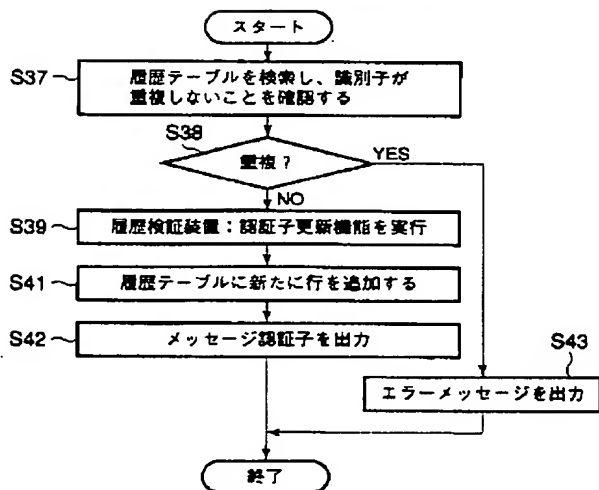 スタート
S37
履歴テーブルを検索し、識別子が
重複しないことを確認する
S38
重複？
YES
NO
S39
履歴検証装置：認証子更新機能を実行
S41
履歴テーブルに新たに行を追加する
S42
メッセージ認証子を出力
S43
エラーメッセージを出力
終了